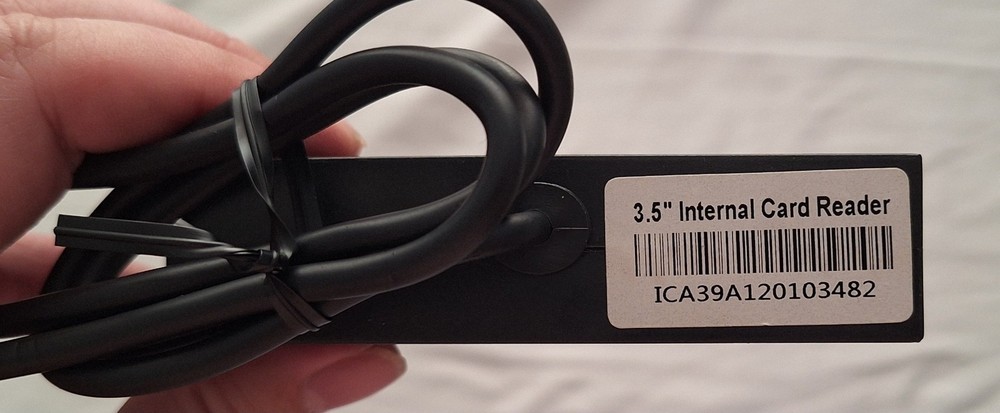 3.5" Internal Card Reader
ICA39A120103482